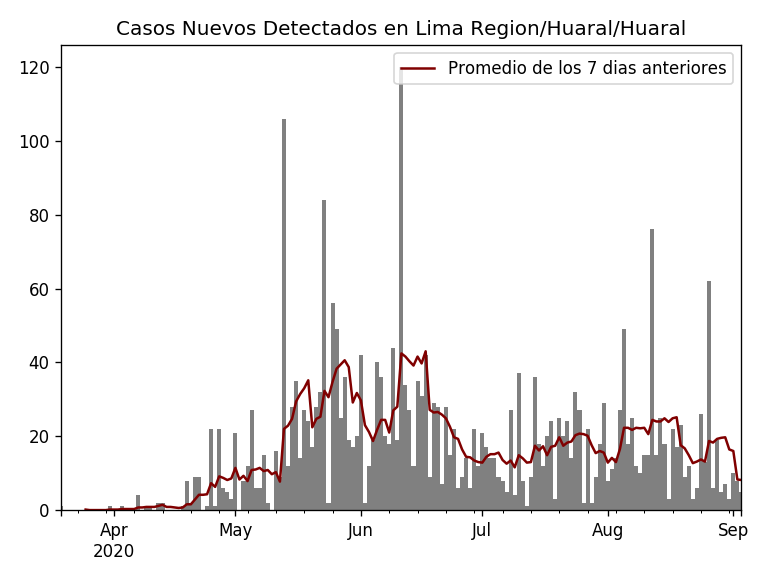 Casos Nuevos Detectados en Lima Region/Huaral/Huaral
Promedio de los 7 dias anteriores
120
100
80
60
40
20
0
Apr
2020
May
Jun
Jul
Aug
Sep